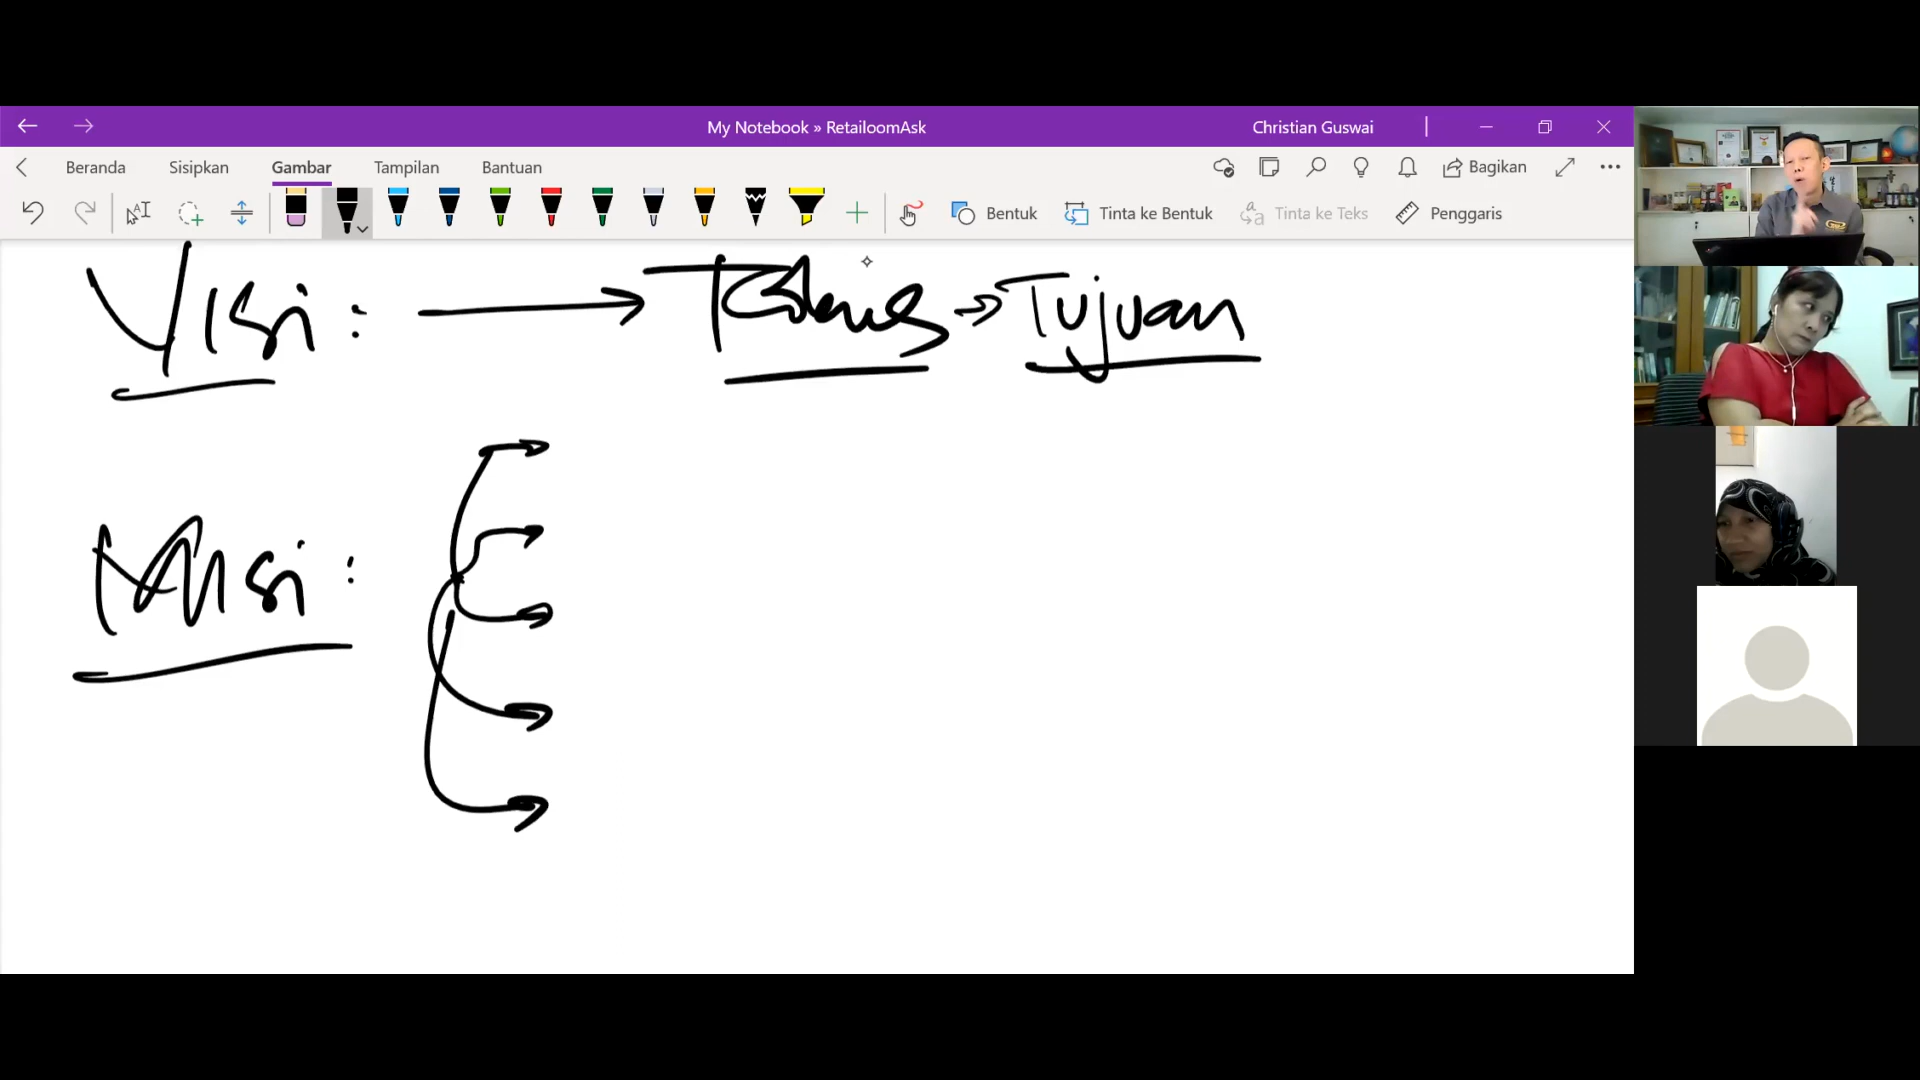 My Notebook » RetailoomAsk
Christian Guswai
Beranda Sisipkan Gambar Tampilan Bantuan
Bagikan
Bentuk Tinta ke Bentuk Tinta ke Teks Penggaris
Visi : Tujuan
Misi :